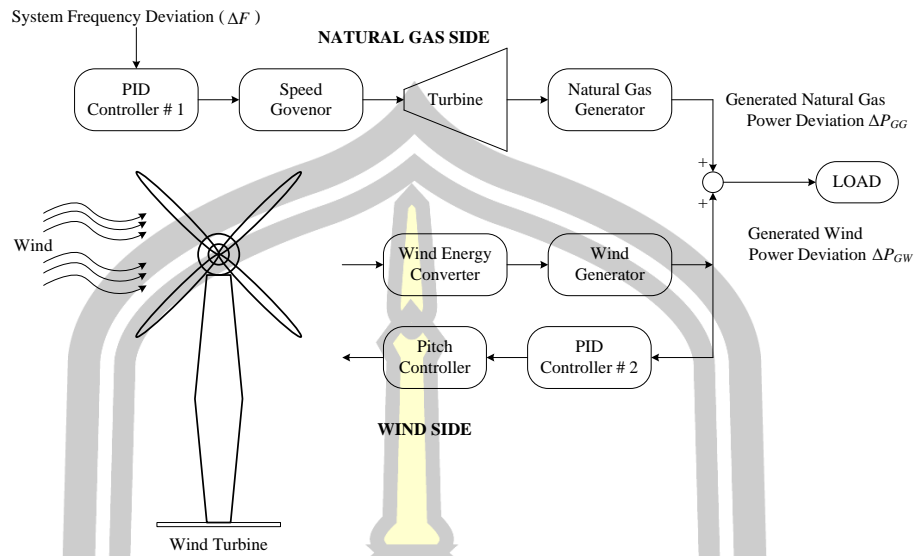 System Frequency Deviation ( ΔF )
NATURAL GAS SIDE
PID
Controller # 1
Speed
Govenor
Turbine
Natural Gas
Generator
Generated Natural Gas
Power Deviation ΔP_GG
+
+
LOAD
Wind
Wind Energy
Converter
Wind
Generator
Generated Wind
Power Deviation ΔP_GW
Pitch
Controller
PID
Controller # 2
WIND SIDE
Wind Turbine